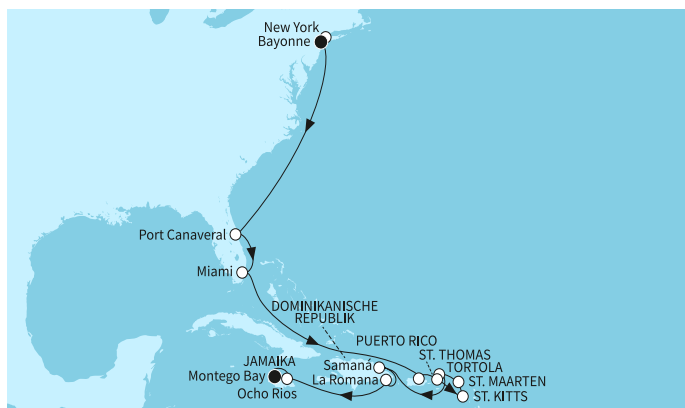 New York
Bayonne
Port Canaveral
Miami
DOMINIKANISCHE
REPUBLIK
PUERTO RICO
ST. THOMAS
TORTOLA
JAMAIKA
Samaná
ST. MAARTEN
Montego Bay
La Romana
Ocho Rios
ST. KITTS